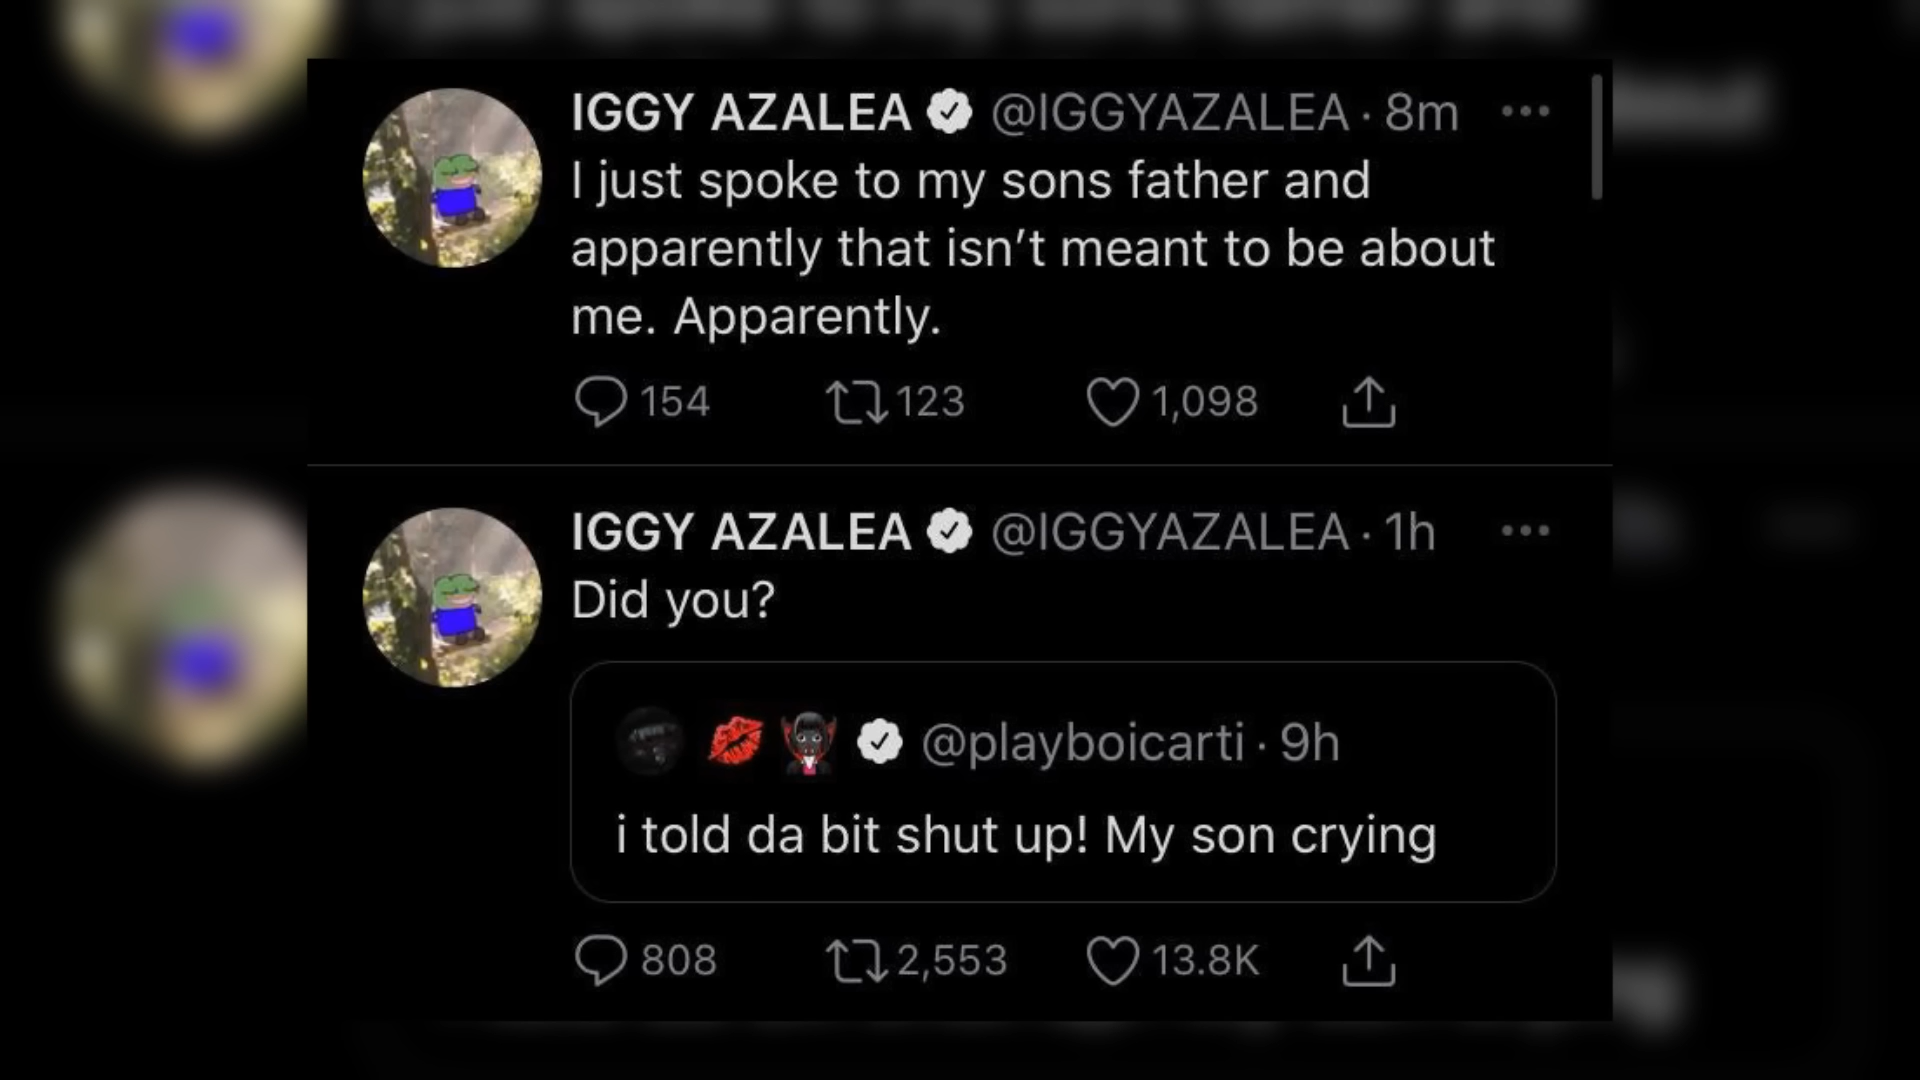 IGGY AZALEA @IGGYAZALEA · 8m
I just spoke to my sons father and
apparently that isn’t meant to be about
me. Apparently.
154 123 1,098
IGGY AZALEA @IGGYAZALEA · 1h
Did you?
@playboicarti · 9h
i told da bit shut up! My son crying
808 2,553 13.8K